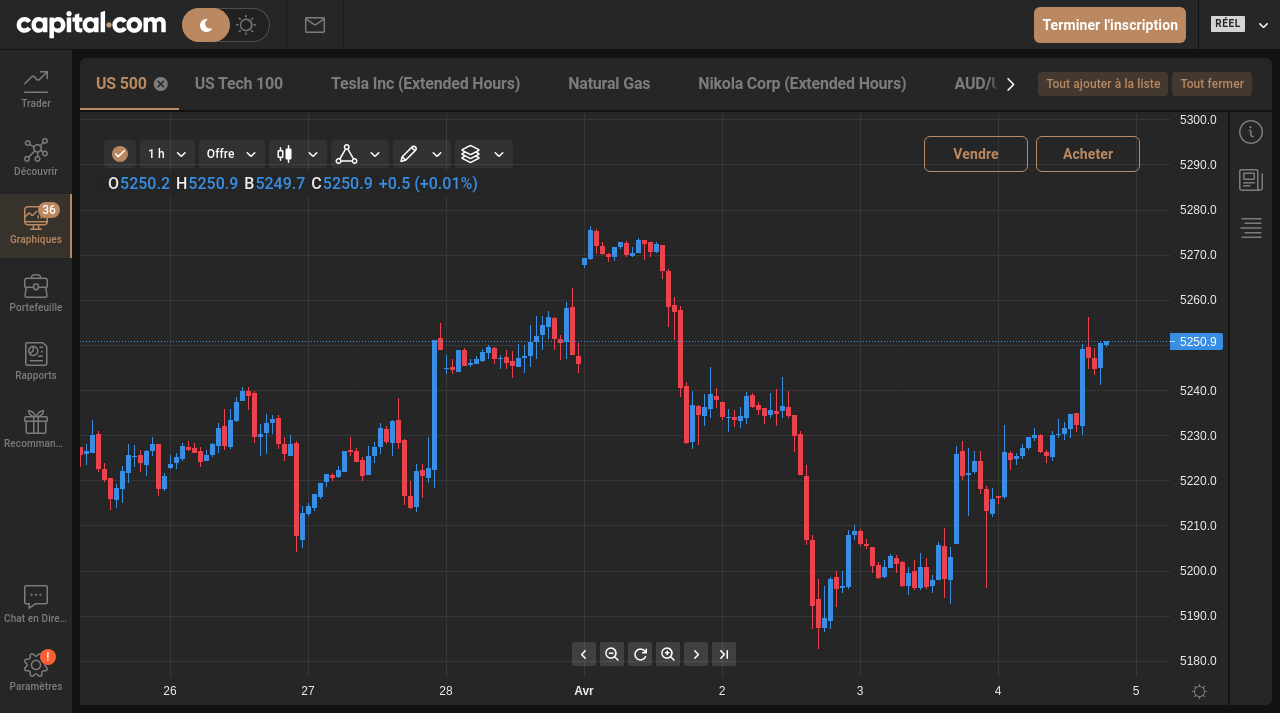 capital.com
Terminer l'inscription
RÉEL
US 500
US Tech 100
Tesla Inc (Extended Hours)
Natural Gas
Nikola Corp (Extended Hours)
AUD/
Tout ajouter à la liste
Tout fermer
Trader
Découvrir
36
Graphiques
Portefeuille
Rapports
Recomman...
Chat en Dire...
!
Paramètres
1 h
Offre
Vendre
Acheter
O5250.2 H5250.9 B5249.7 C5250.9 +0.5 (+0.01%)
5300.0
5290.0
5280.0
5270.0
5260.0
5250.9
5240.0
5230.0
5220.0
5210.0
5200.0
5190.0
5180.0
26
27
28
Avr
2
3
4
5